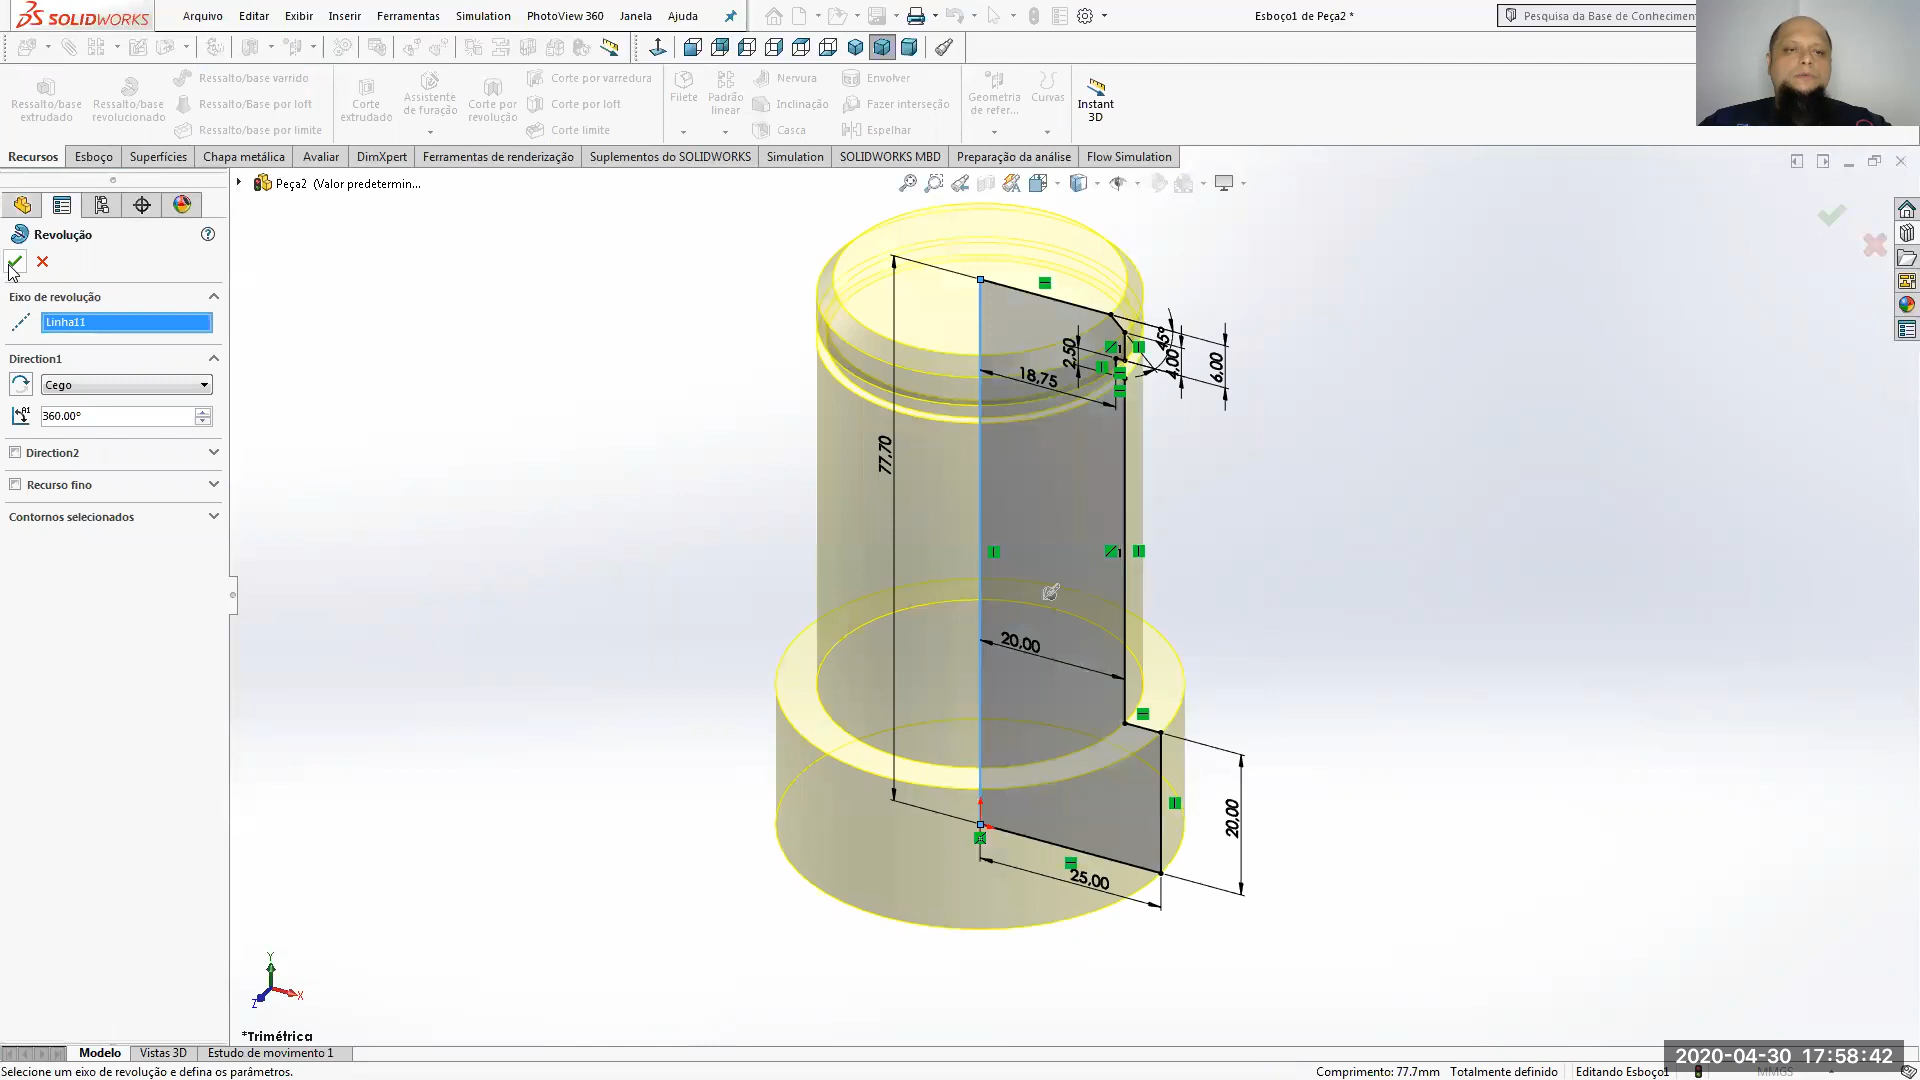 SOLIDWORKS
Arquivo Editar Exibir Inserir Ferramentas Simulation PhotoView 360 Janela Ajuda
Esboço1 de Peça2 *
Pesquisa da Base de Conheciment
Ressalto/base extrudado
Ressalto/base revolucionado
Ressalto/base varrido
Ressalto/Base por loft
Ressalto/base por limite
Corte extrudado
Assistente de furação
Corte por revolução
Corte por varredura
Corte por loft
Corte limite
Filete
Padrão linear
Nervura
Inclinação
Casca
Envolver
Fazer interseção
Espelhar
Geometria de refer...
Curvas
Instant 3D
Recursos Esboço Superfícies Chapa metálica Avaliar DimXpert Ferramentas de renderização Suplementos do SOLIDWORKS Simulation SOLIDWORKS MBD Preparação da análise Flow Simulation
Peça2 (Valor predetermin...
Revolução
Eixo de revolução
Linha11
Direction1
Cego
360.00°
Direction2
Recurso fino
Contornos selecionados
77,70
2,50
18,75
45°
4,00
6,00
20,00
20,00
25,00
Y
X
Z
*Trimétrica
Modelo Vistas 3D Estudo de movimento 1
2020-04-30 17:58:42
Selecione um eixo de revolução e defina os parâmetros.
Comprimento: 77.7mm Totalmente definido Editando Esboço1 MMGS